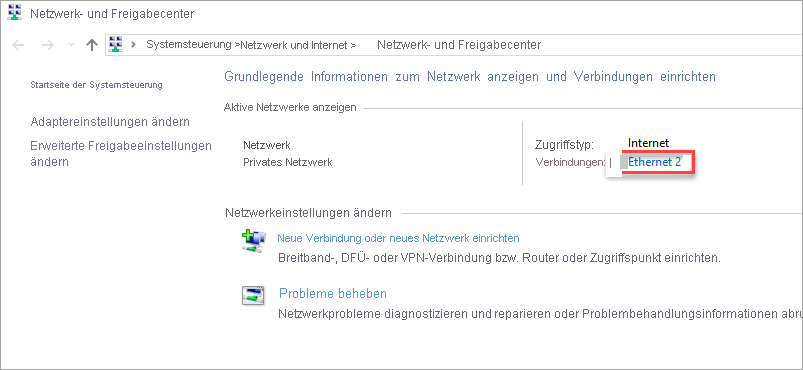 Netzwerk- und Freigabecenter
Systemsteuerung >Netzwerk und Internet > Netzwerk- und Freigabecenter
Startseite der Systemsteuerung
Adaptereinstellungen ändern
Erweiterte Freigabeeinstellungen
ändern
Grundlegende Informationen zum Netzwerk anzeigen und Verbindungen einrichten
Aktive Netzwerke anzeigen
Netzwerk
Privates Netzwerk
Zugriffstyp: Internet
Verbindungen: Ethernet 2
Netzwerkeinstellungen ändern
Neue Verbindung oder neues Netzwerk einrichten
Breitband-, DFÜ- oder VPN-Verbindung bzw. Router oder Zugriffspunkt einrichten.
Probleme beheben
Netzwerkprobleme diagnostizieren und reparieren oder Problembehandlungsinformationen abru